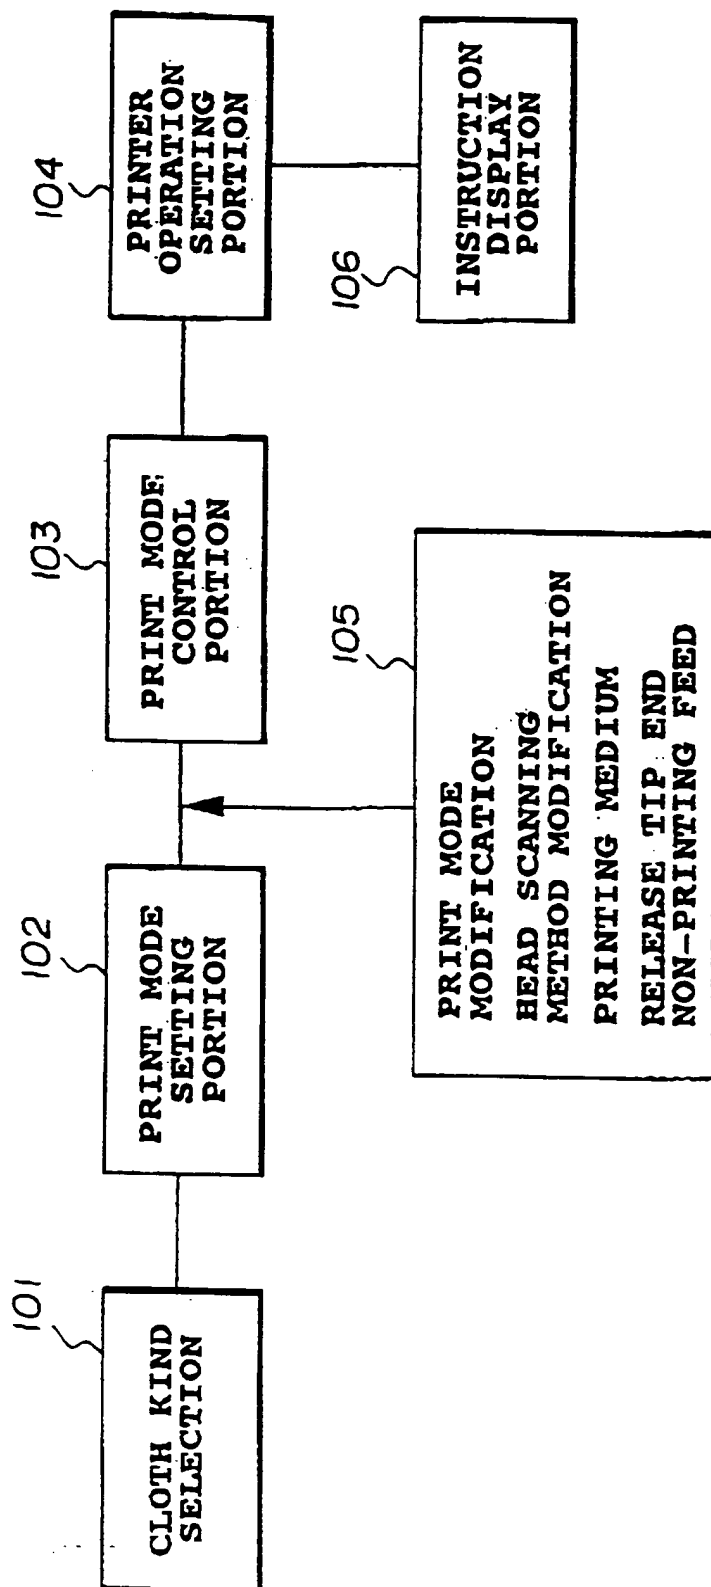 101
CLOTH KIND
SELECTION
102
PRINT MODE
SETTING
PORTION
103
PRINT MODE
CONTROL
PORTION
104
PRINTER
OPERATION
SETTING
PORTION
105
PRINT MODE
MODIFICATION
HEAD SCANNING
METHOD MODIFICATION
PRINTING MEDIUM
RELEASE TIP END
NON-PRINTING FEED
106
INSTRUCTION
DISPLAY
PORTION